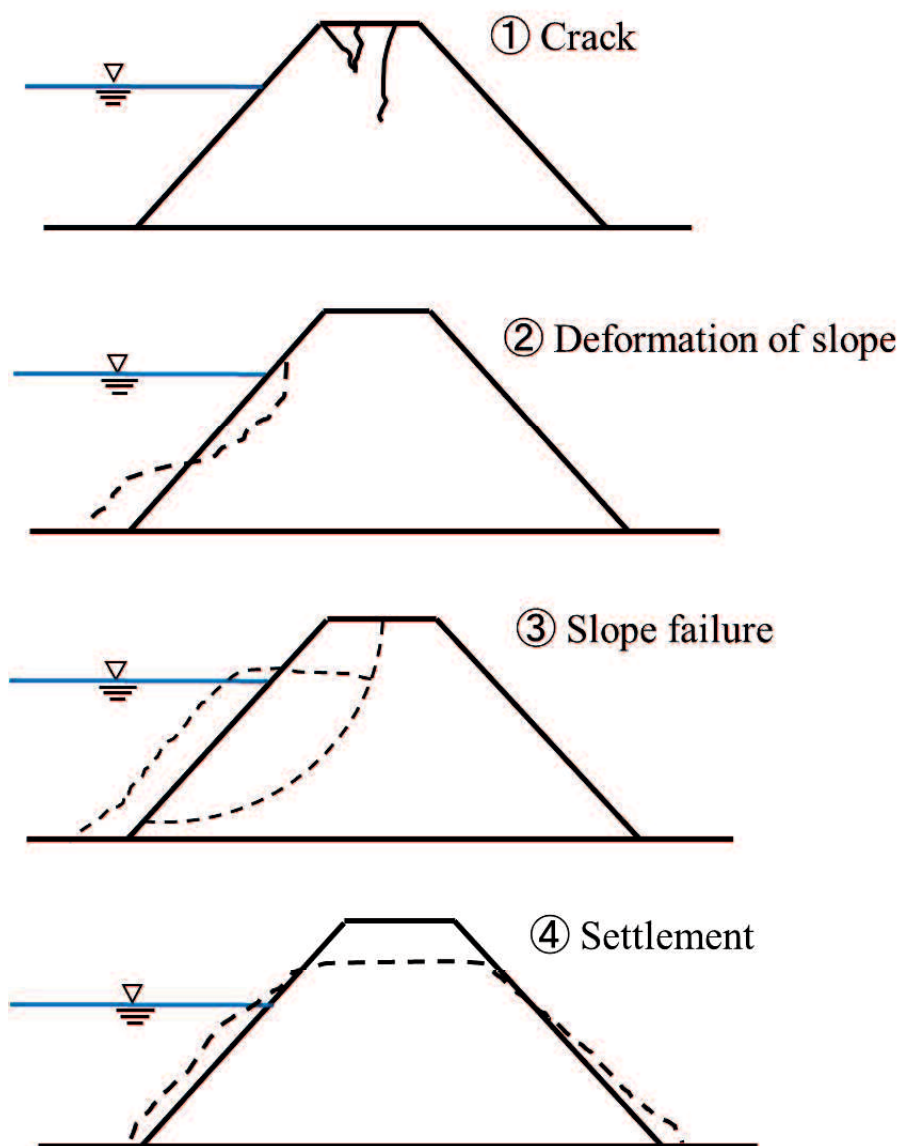 ① Crack
② Deformation of slope
③ Slope failure
④ Settlement